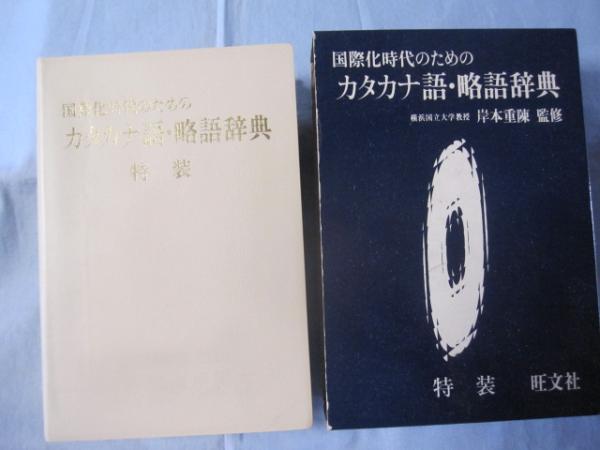 国際化時代のための
カタカナ語・略語辞典
特装
国際化時代のための
カタカナ語・略語辞典
横浜国立大学教授 岸本重陳 監修
特装 旺文社